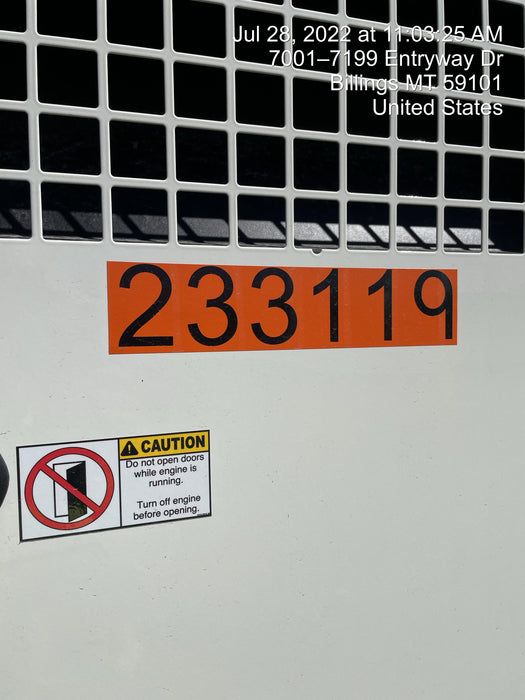 Jul 28, 2022 at 11:03:25 AM
7001–7199 Entryway Dr
Billings MT 59101
United States
233119
CAUTION
Do not open doors
while engine is
running.
Turn off engine
before opening.